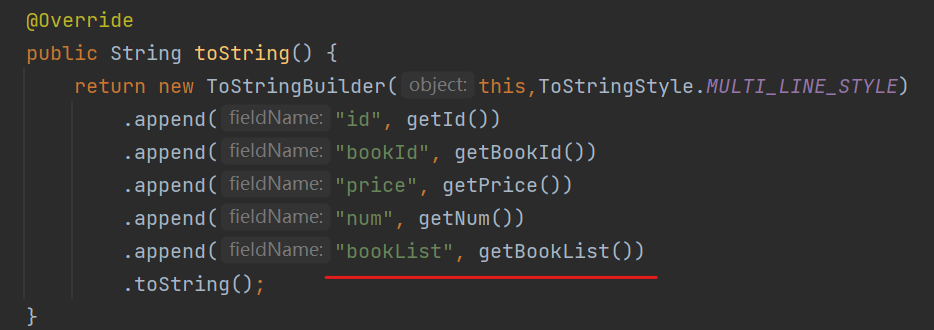 @Override
public String toString() {
return new ToStringBuilder( object: this,ToStringStyle.MULTI_LINE_STYLE)
.append( fieldName: "id", getId())
.append( fieldName: "bookId", getBookId())
.append( fieldName: "price", getPrice())
.append( fieldName: "num", getNum())
.append( fieldName: "bookList", getBookList())
.toString();
}